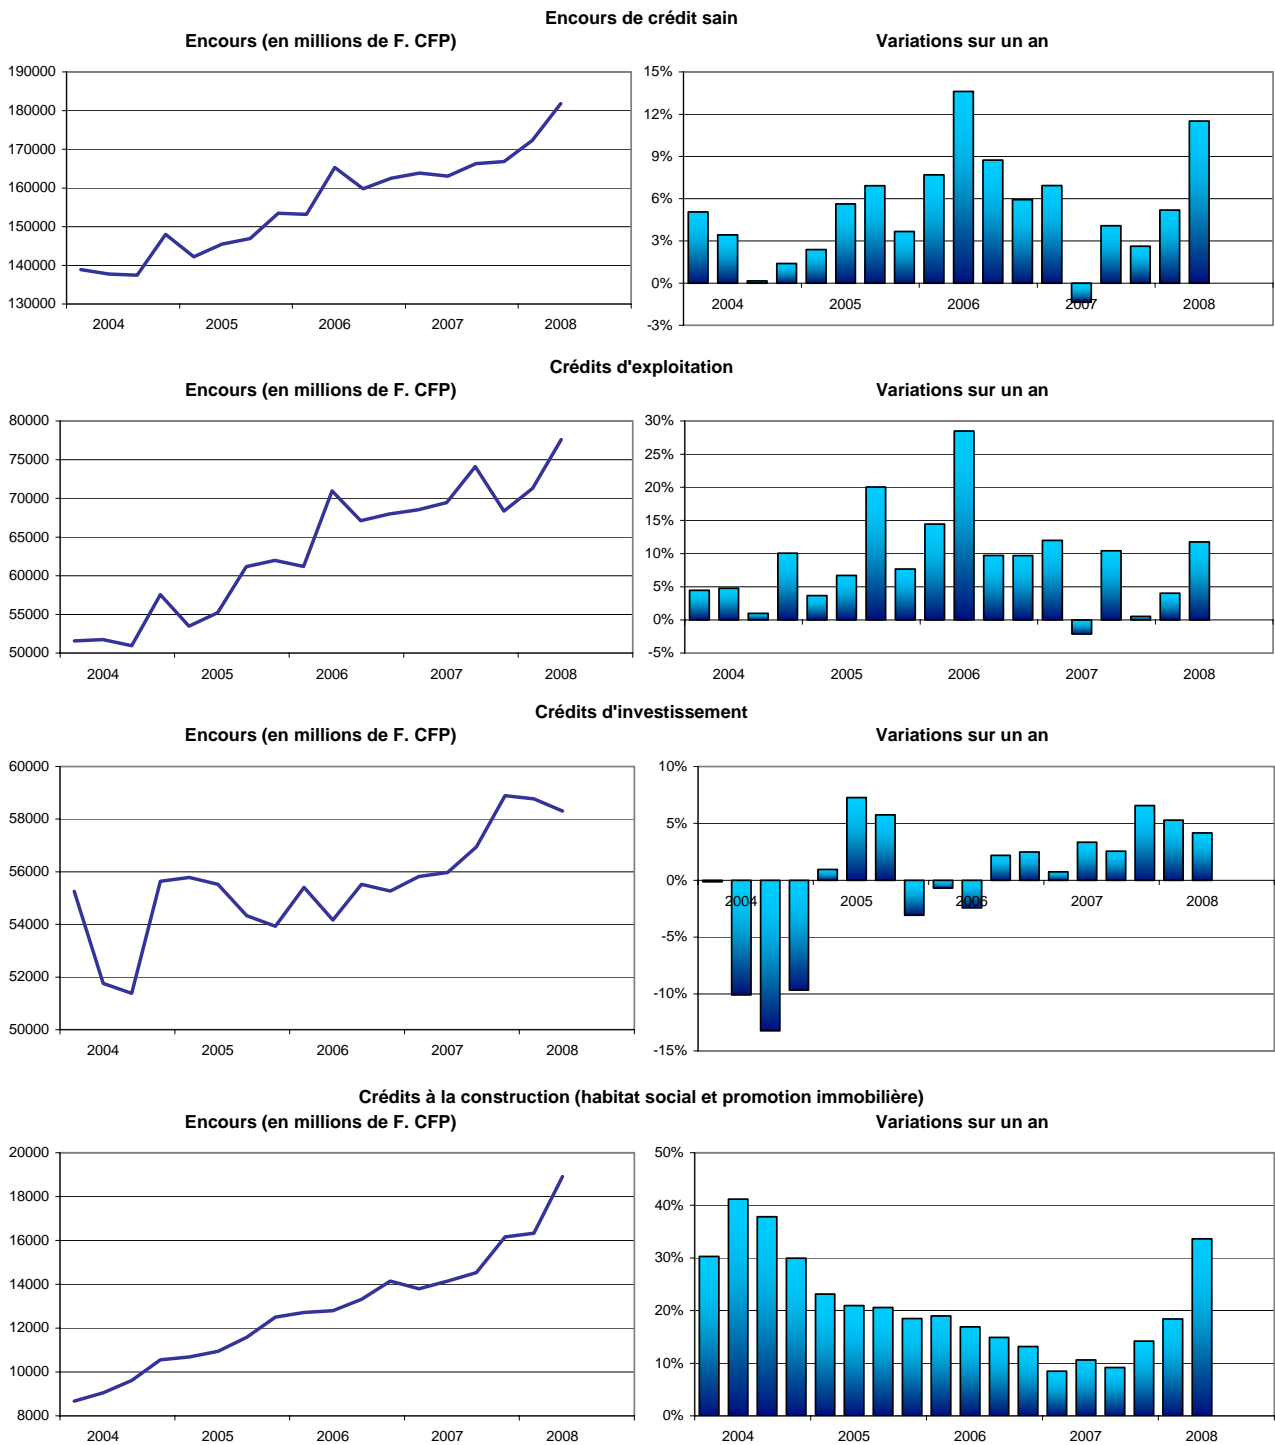 Encours de crédit sain
Encours (en millions de F. CFP)
Variations sur un an
190000
180000
170000
160000
150000
140000
130000
2004 2005 2006 2007 2008
15%
12%
9%
6%
3%
0%
-3%
2004 2005 2006 2007 2008
Crédits d'exploitation
Encours (en millions de F. CFP)
Variations sur un an
80000
75000
70000
65000
60000
55000
50000
2004 2005 2006 2007 2008
30%
25%
20%
15%
10%
5%
0%
-5%
2004 2005 2006 2007 2008
Crédits d'investissement
Encours (en millions de F. CFP)
Variations sur un an
60000
58000
56000
54000
52000
50000
2004 2005 2006 2007 2008
10%
5%
0%
-5%
-10%
-15%
2004 2005 2006 2007 2008
Crédits à la construction (habitat social et promotion immobilière)
Encours (en millions de F. CFP)
Variations sur un an
20000
18000
16000
14000
12000
10000
8000
2004 2005 2006 2007 2008
50%
40%
30%
20%
10%
0%
2004 2005 2006 2007 2008